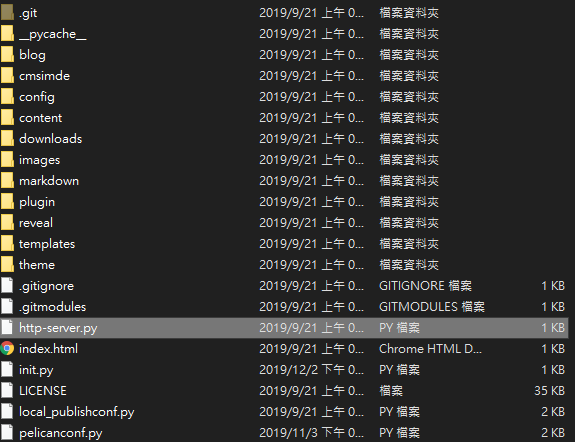 .git 2019/9/21 上午 0... 檔案資料夾
__pycache__ 2019/9/21 上午 0... 檔案資料夾
blog 2019/9/21 上午 0... 檔案資料夾
cmsimde 2019/9/21 上午 0... 檔案資料夾
config 2019/9/21 上午 0... 檔案資料夾
content 2019/9/21 上午 0... 檔案資料夾
downloads 2019/9/21 上午 0... 檔案資料夾
images 2019/9/21 上午 0... 檔案資料夾
markdown 2019/9/21 上午 0... 檔案資料夾
plugin 2019/9/21 上午 0... 檔案資料夾
reveal 2019/9/21 上午 0... 檔案資料夾
templates 2019/9/21 上午 0... 檔案資料夾
theme 2019/9/21 上午 0... 檔案資料夾
.gitignore 2019/9/21 上午 0... GITIGNORE 檔案 1 KB
.gitmodules 2019/9/21 上午 0... GITMODULES 檔案 1 KB
http-server.py 2019/9/21 上午 0... PY 檔案 1 KB
index.html 2019/9/21 上午 0... Chrome HTML D... 1 KB
init.py 2019/12/2 下午 0... PY 檔案 1 KB
LICENSE 2019/9/21 上午 0... 檔案 35 KB
local_publishconf.py 2019/9/21 上午 0... PY 檔案 2 KB
pelicanconf.py 2019/11/3 下午 0... PY 檔案 2 KB